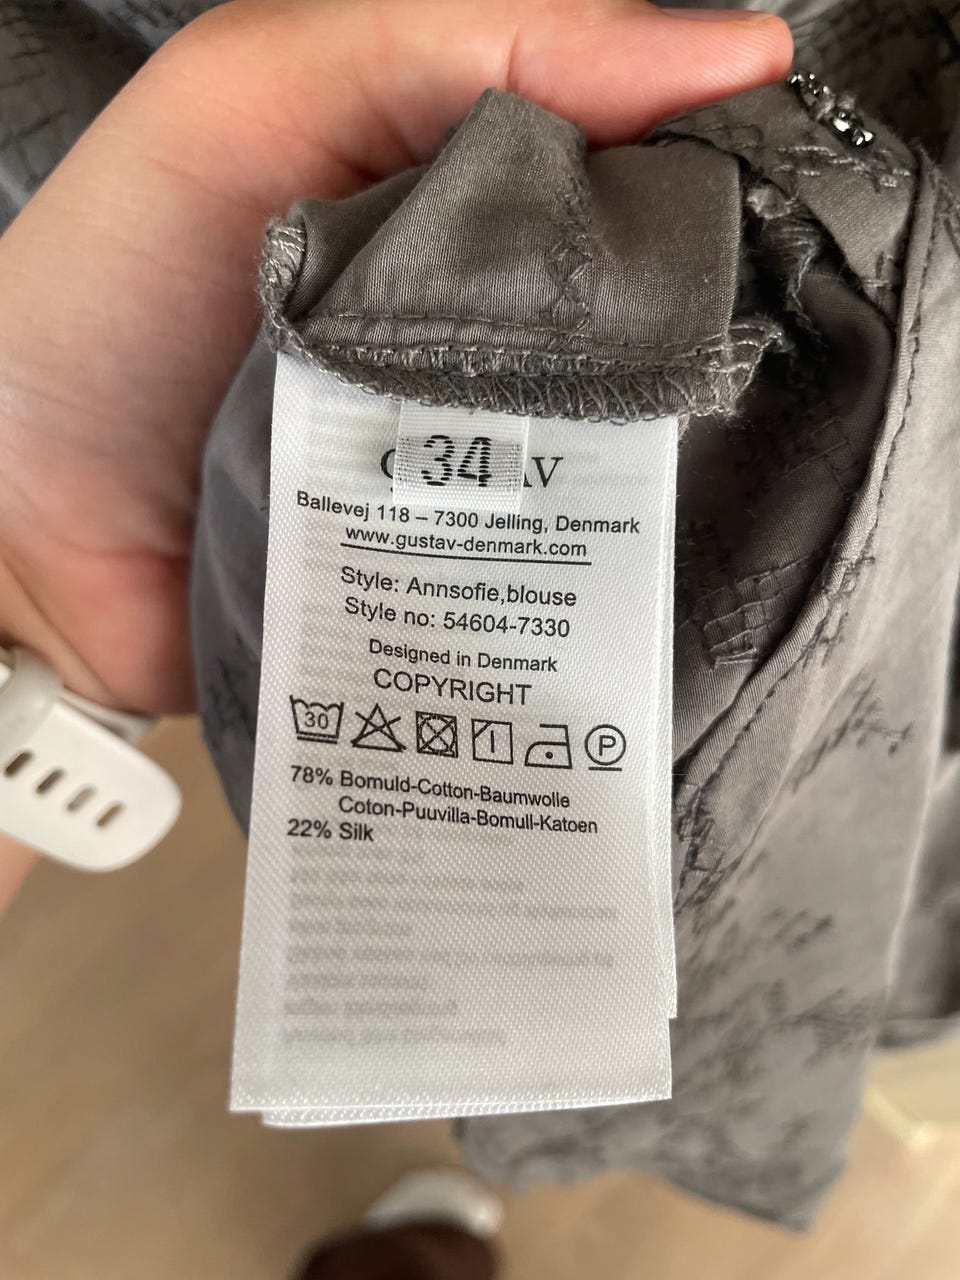 34
Ballevej 118 – 7300 Jelling, Denmark
www.gustav-denmark.com
Style: Annsofie,blouse
Style no: 54604-7330
Designed in Denmark
COPYRIGHT
30 P
78% Bomuld-Cotton-Baumwolle
Coton-Puuvilla-Bomull-Katoen
22% Silk